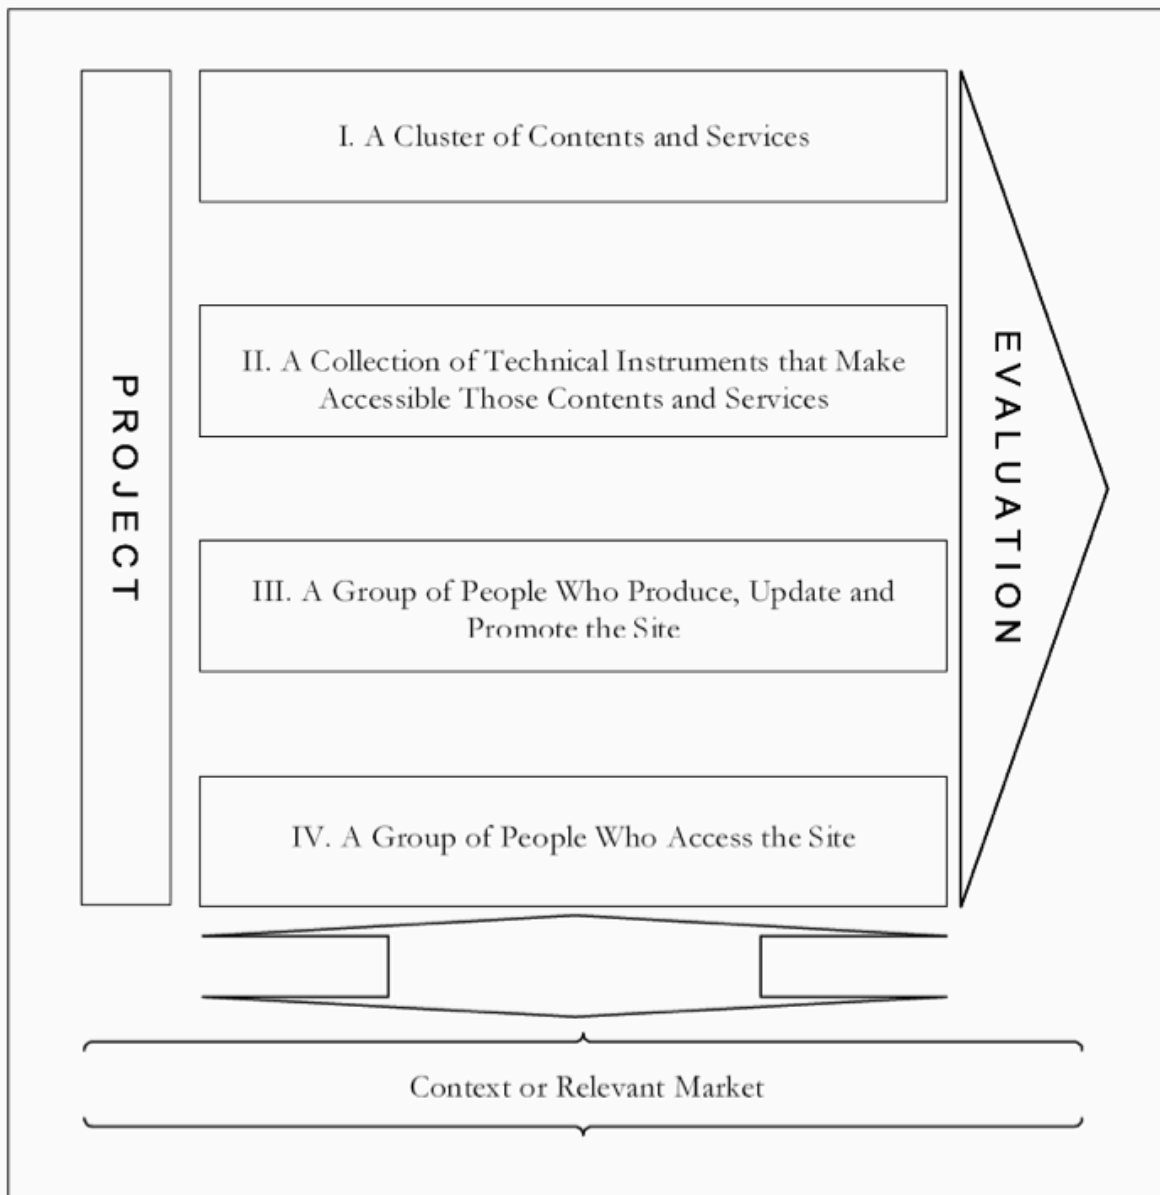 I. A Cluster of Contents and Services
II. A Collection of Technical Instruments that Make
Accessible Those Contents and Services
PROJECT
EVALUATION
III. A Group of People Who Produce, Update and
Promote the Site
IV. A Group of People Who Access the Site
Context or Relevant Market